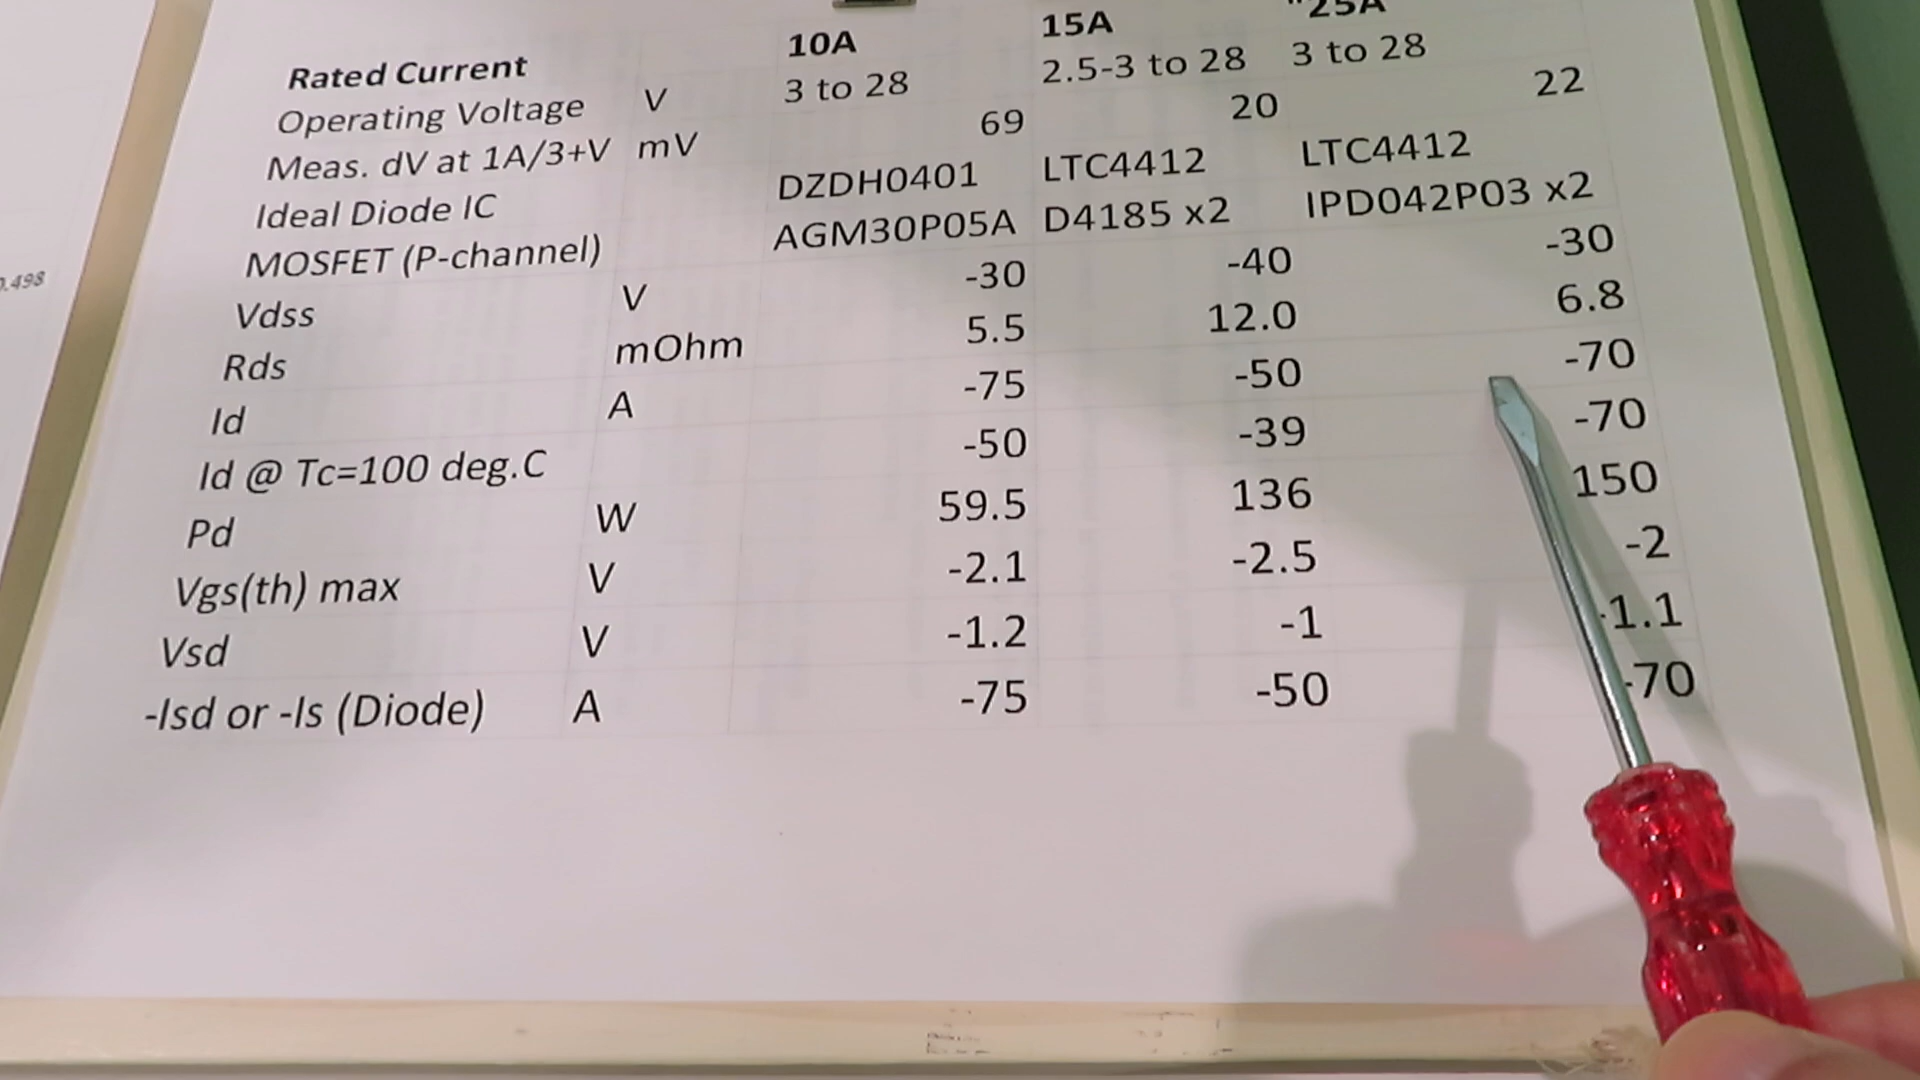 Rated Current 10A 15A "25A
Operating Voltage V 3 to 28 2.5-3 to 28 3 to 28
Meas. dV at 1A/3+V mV 69 20 22
Ideal Diode IC DZDH0401 LTC4412 LTC4412
MOSFET (P-channel) AGM30P05A D4185 x2 IPD042P03 x2
Vdss V -30 -40 -30
Rds mOhm 5.5 12.0 6.8
Id A -75 -50 -70
Id @ Tc=100 deg.C -50 -39 -70
Pd W 59.5 136 150
Vgs(th) max V -2.1 -2.5 -2
Vsd V -1.2 -1 -1.1
-Isd or -Is (Diode) A -75 -50 -70